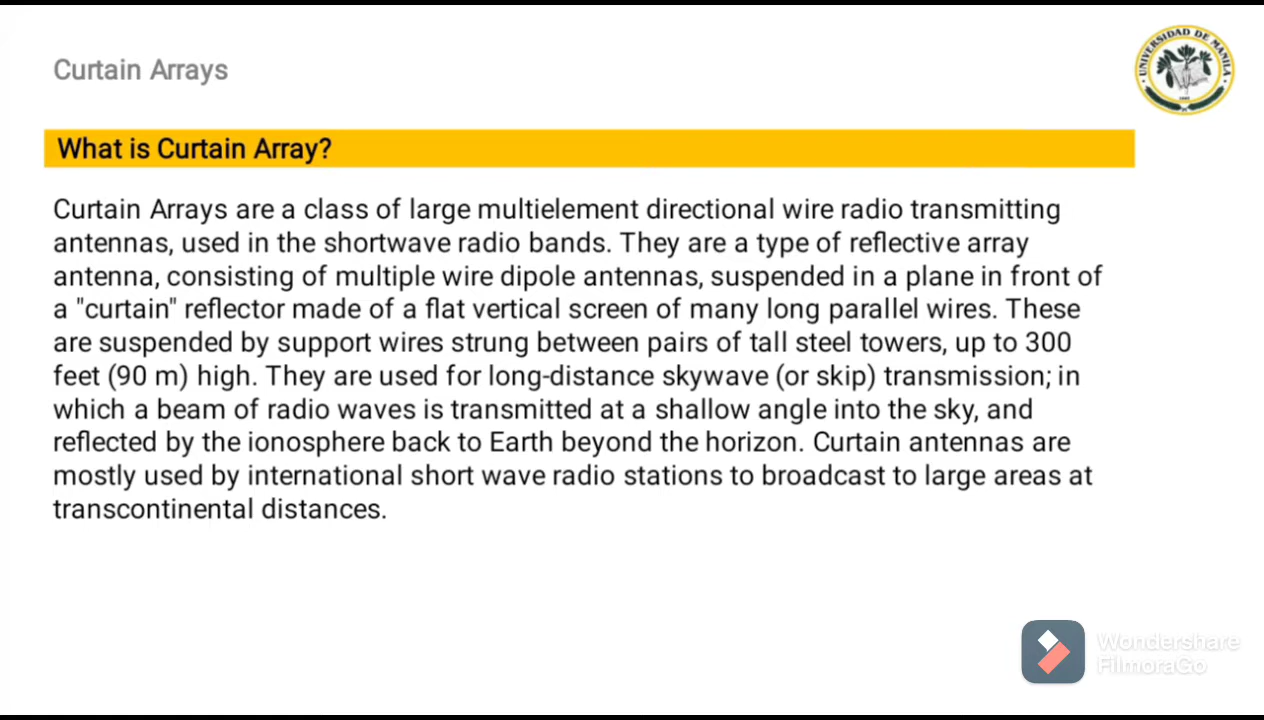 Curtain Arrays
UNIVERSIDAD DE MANILA
What is Curtain Array?
Curtain Arrays are a class of large multielement directional wire radio transmitting
antennas, used in the shortwave radio bands. They are a type of reflective array
antenna, consisting of multiple wire dipole antennas, suspended in a plane in front of
a "curtain" reflector made of a flat vertical screen of many long parallel wires. These
are suspended by support wires strung between pairs of tall steel towers, up to 300
feet (90 m) high. They are used for long-distance skywave (or skip) transmission; in
which a beam of radio waves is transmitted at a shallow angle into the sky, and
reflected by the ionosphere back to Earth beyond the horizon. Curtain antennas are
mostly used by international short wave radio stations to broadcast to large areas at
transcontinental distances.
Wondershare
FilmoraGo